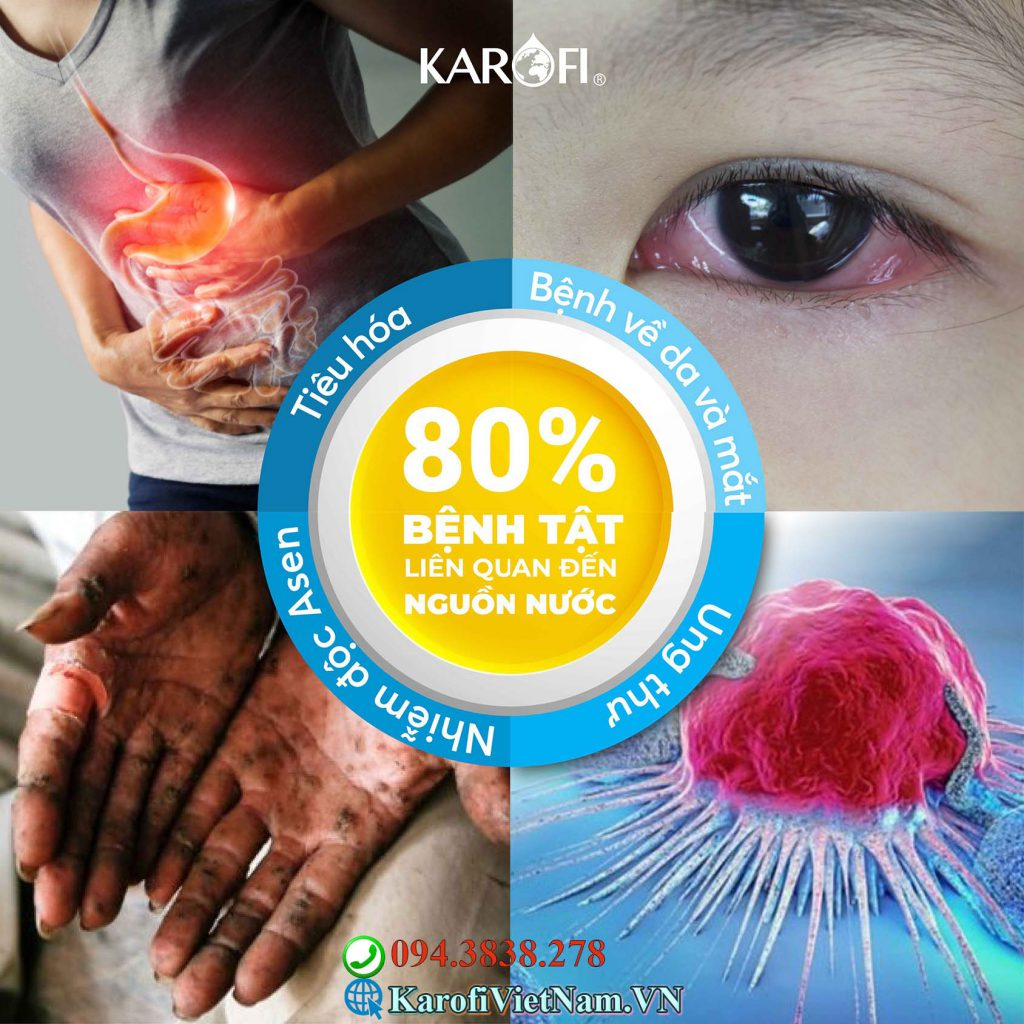 KAROFI®
Tiêu hóa
Bệnh về da và mắt
80%
BỆNH TẬT
LIÊN QUAN ĐẾN
NGUỒN NƯỚC
Nhiễm độc Asen
Ung thư
094.3838.278
KarofiVietNam.VN